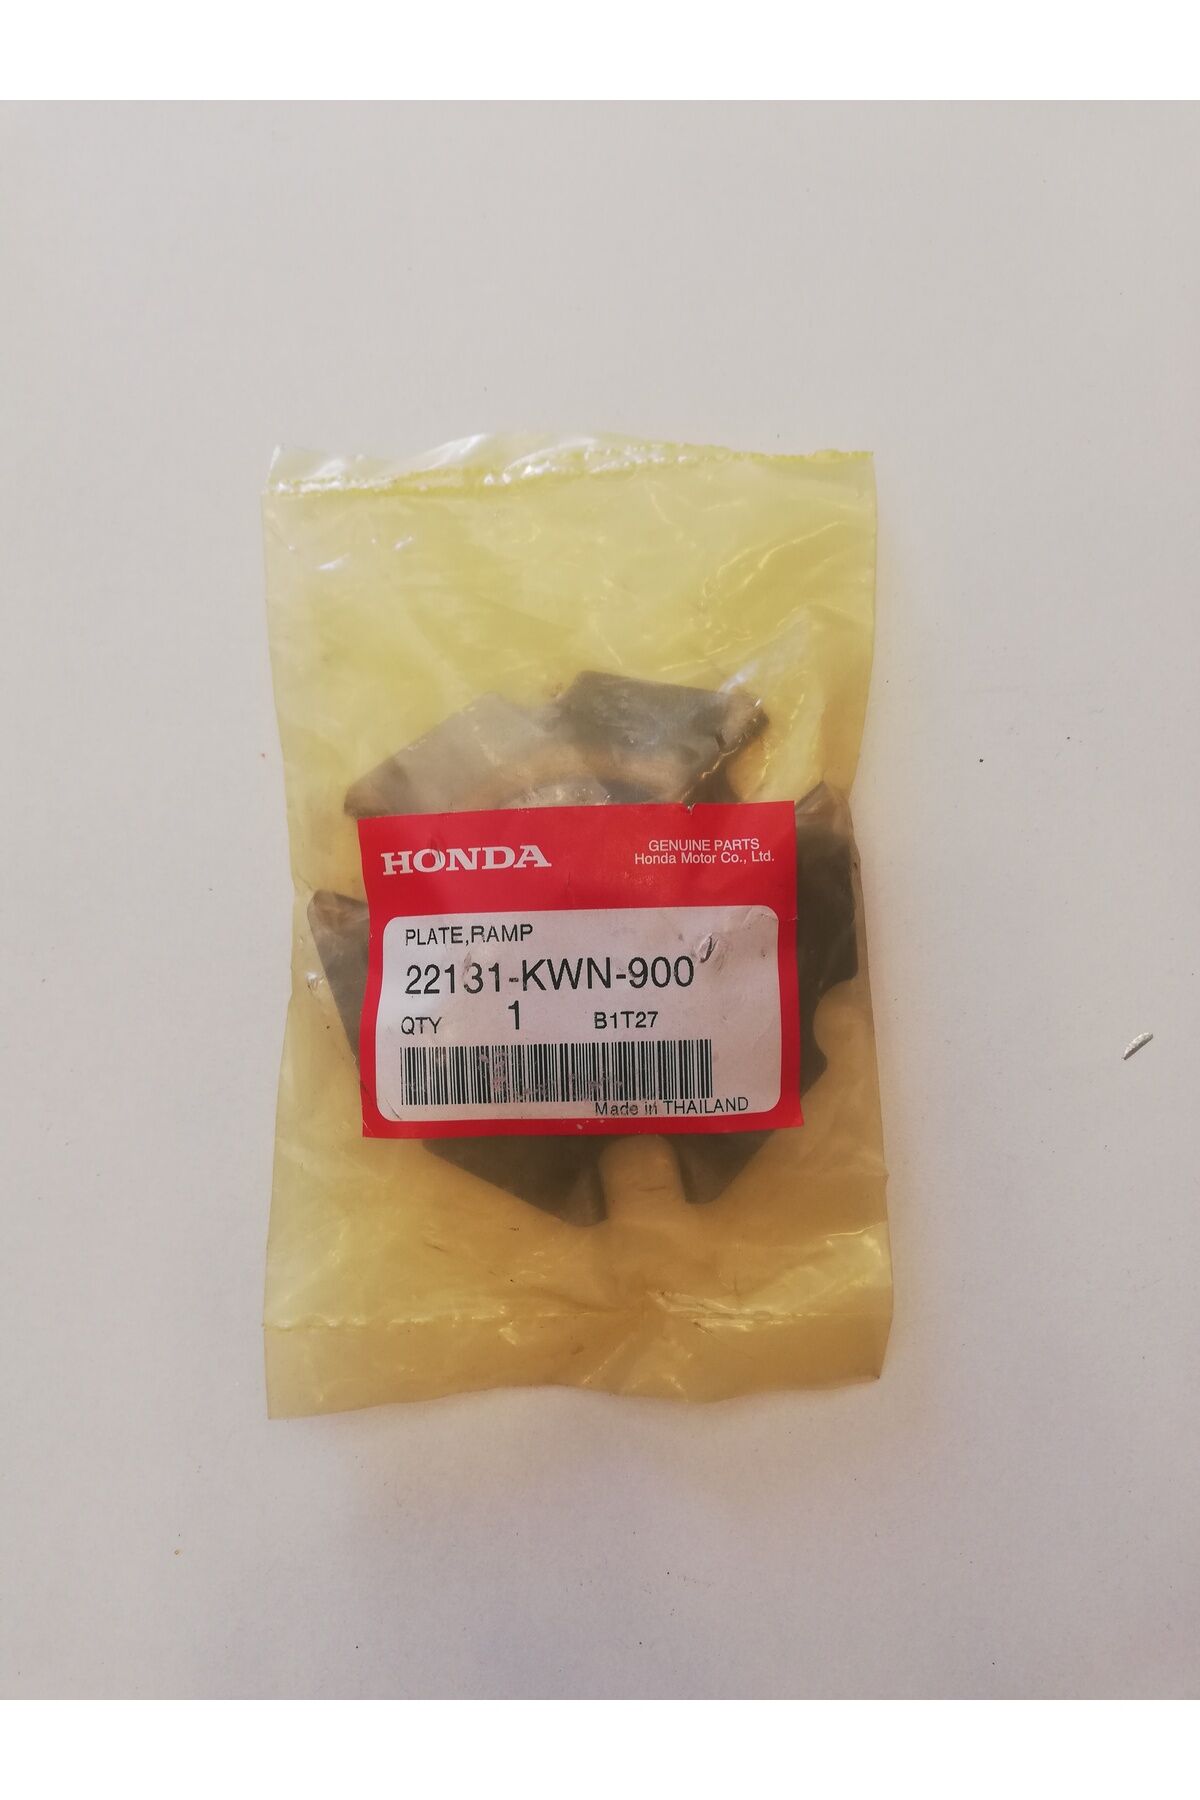 HONDA
GENUINE PARTS
Honda Motor Co., Ltd.
PLATE,RAMP
22131-KWN-900
QTY 1 B1T27
Made in THAILAND